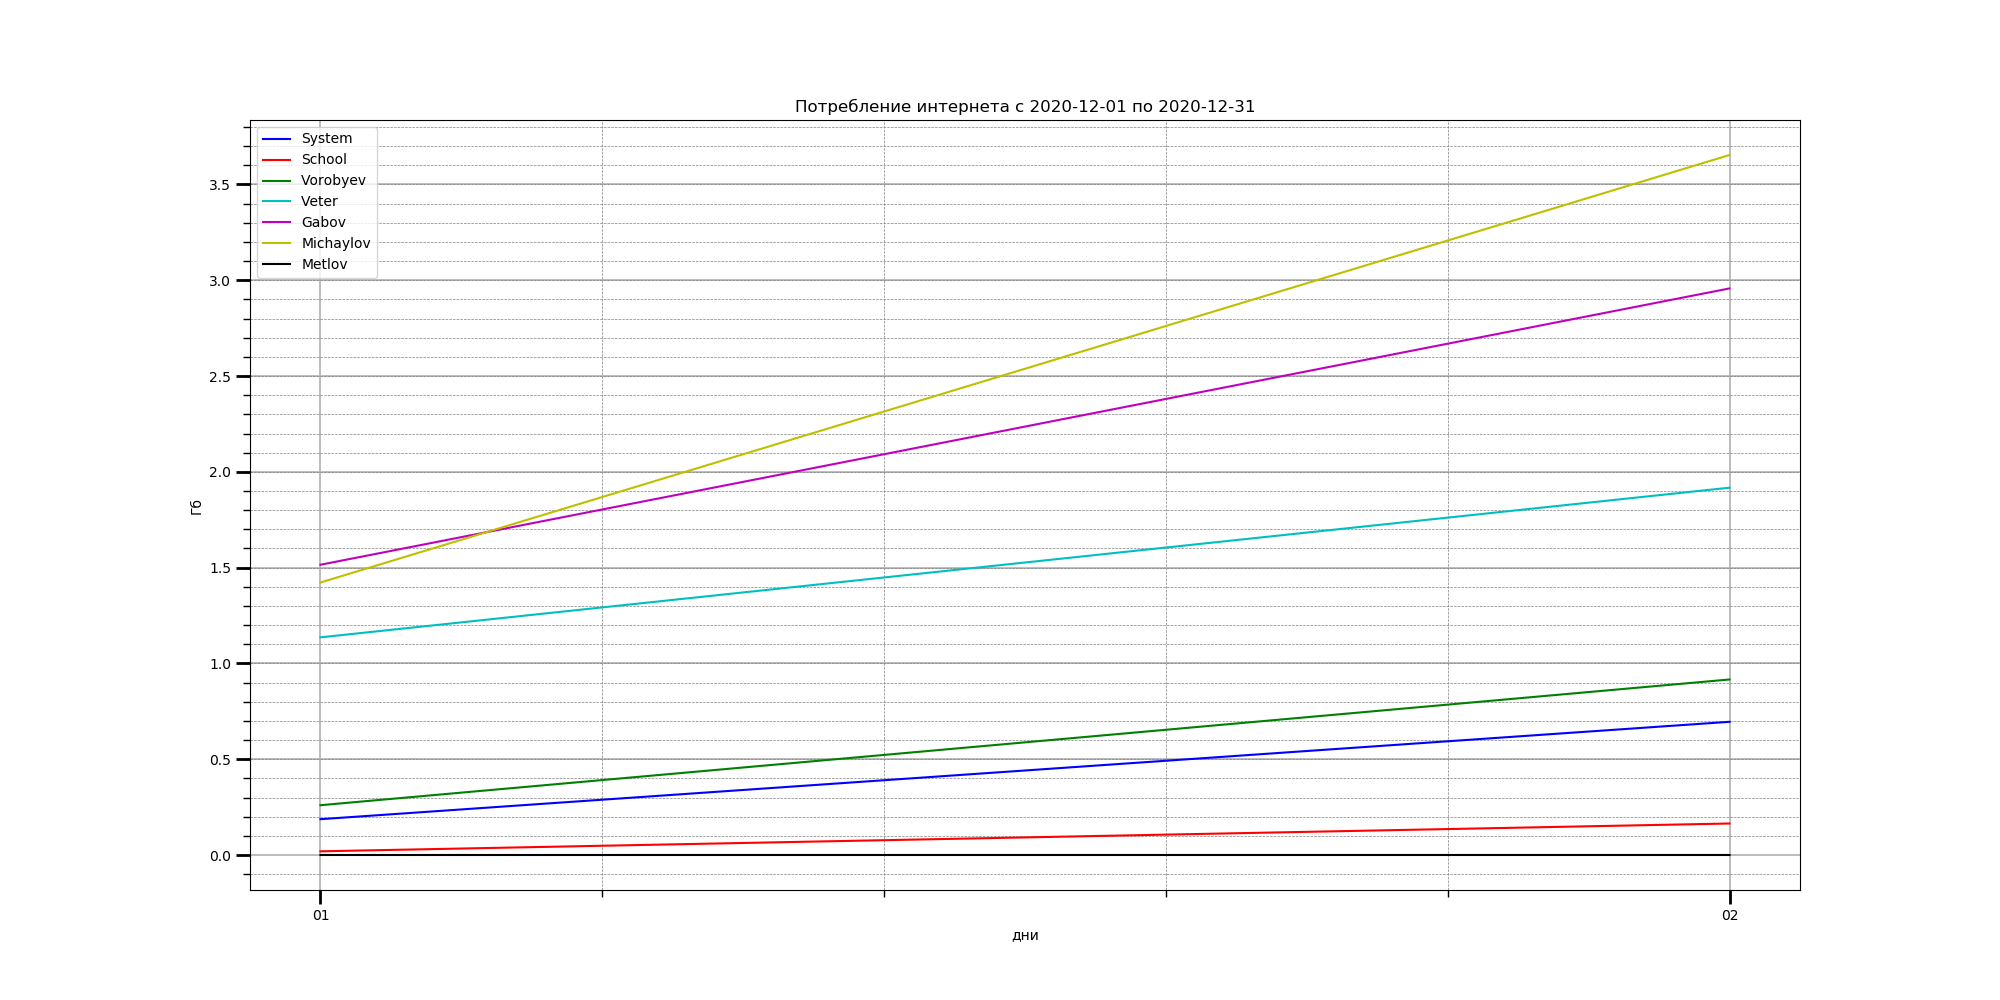 Потребление интернета с 2020-12-01 по 2020-12-31
System
School
Vorobyev
Veter
Gabov
Michaylov
Metlov
3.5
3.0
2.5
2.0
1.5
1.0
0.5
0.0
Гб
01 02
дни